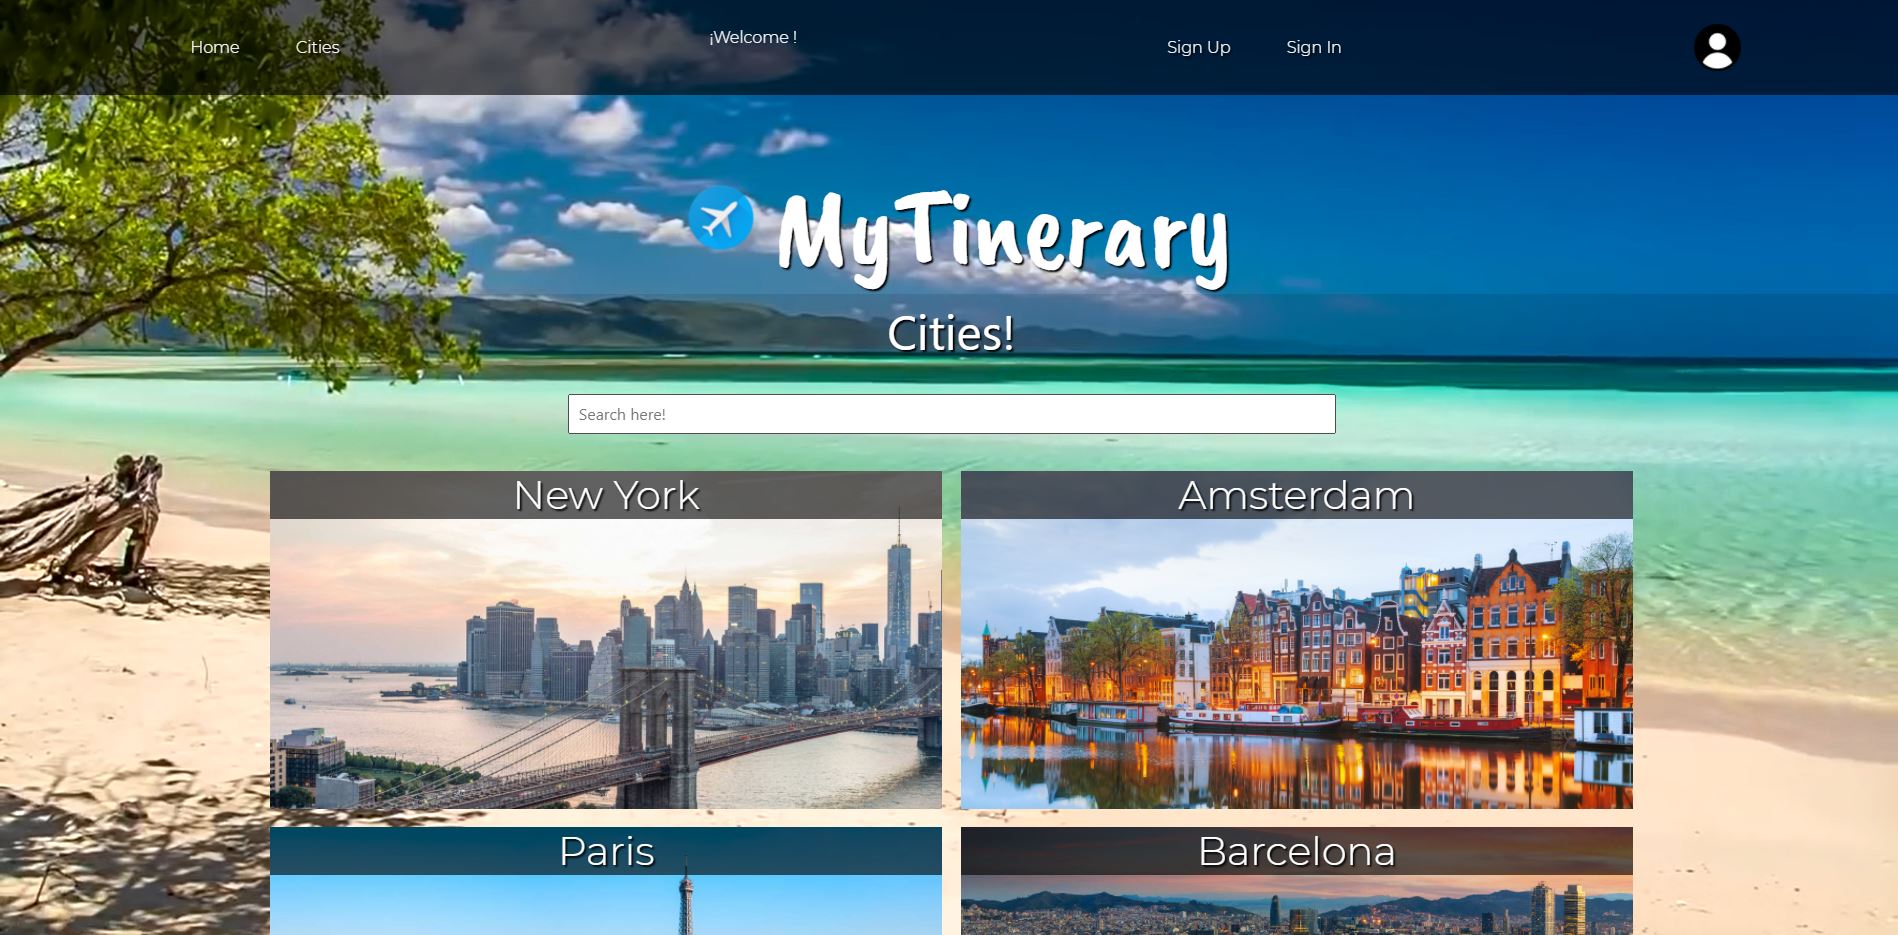 Home Cities ¡Welcome ! Sign Up Sign In
MyTinerary
Cities!
Search here!
New York
Amsterdam
Paris
Barcelona